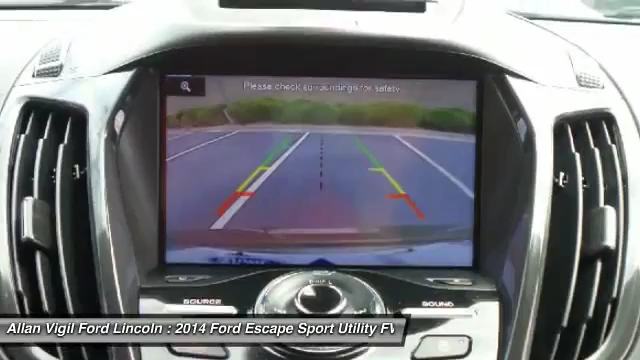 Please check surroundings for safety.
SOURCE
SOUND
Allan Vigil Ford Lincoln : 2014 Ford Escape Sport Utility FV